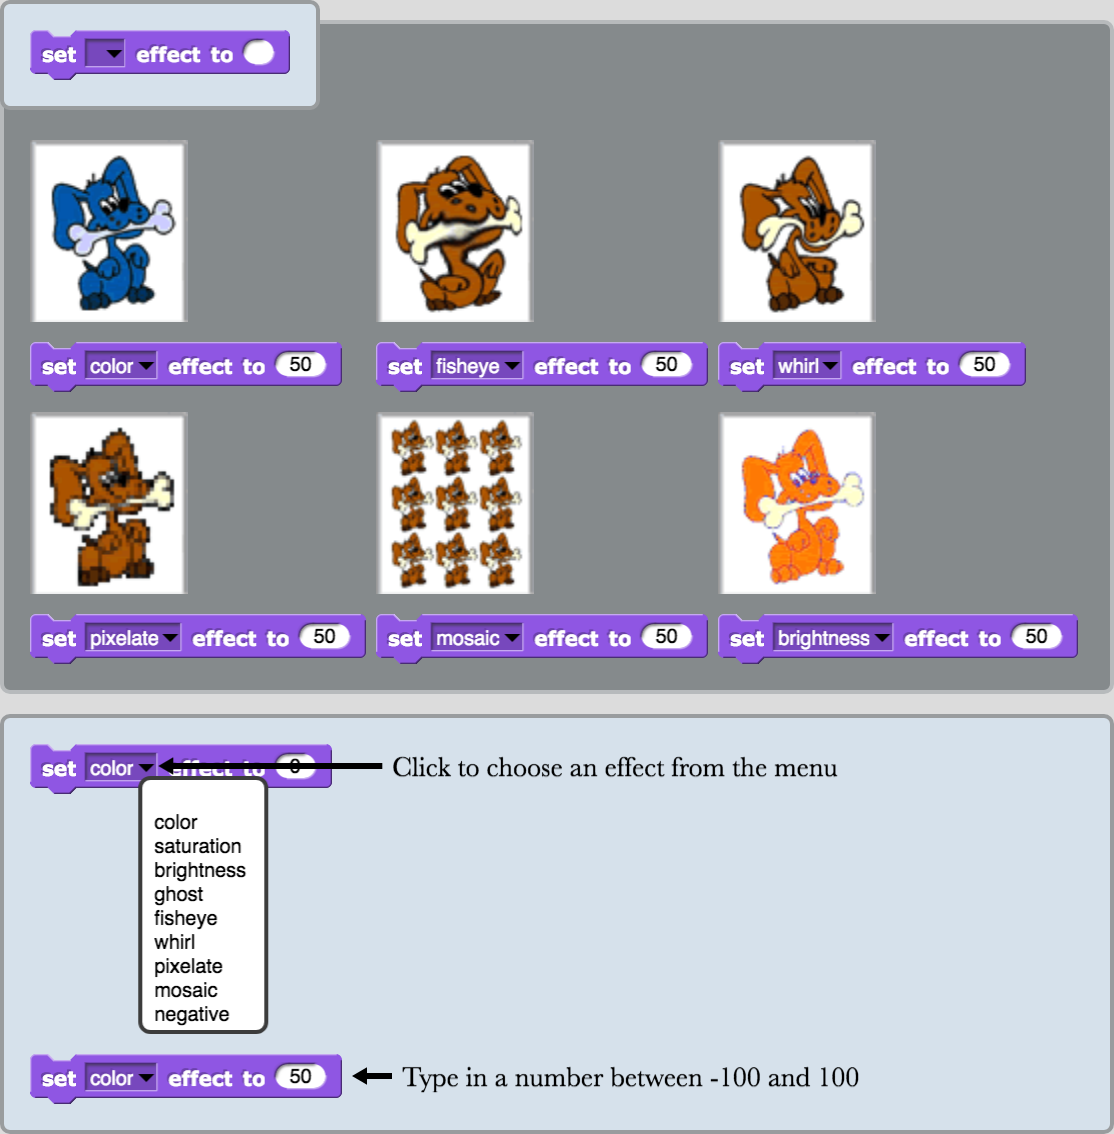 set effect to
set color effect to 50
set fisheye effect to 50
set whirl effect to 50
set pixelate effect to 50
set mosaic effect to 50
set brightness effect to 50
set color effect to 0 Click to choose an effect from the menu
color
saturation
brightness
ghost
fisheye
whirl
pixelate
mosaic
negative
set color effect to 50 Type in a number between -100 and 100